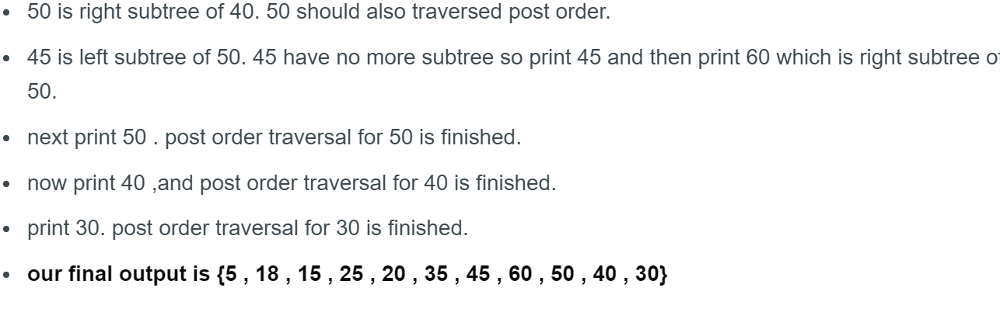 • 50 is right subtree of 40. 50 should also traversed post order.
• 45 is left subtree of 50. 45 have no more subtree so print 45 and then print 60 which is right subtree of
50.
• next print 50 . post order traversal for 50 is finished.
• now print 40 ,and post order traversal for 40 is finished.
• print 30. post order traversal for 30 is finished.
• our final output is {5 , 18 , 15 , 25 , 20 , 35 , 45 , 60 , 50 , 40 , 30}